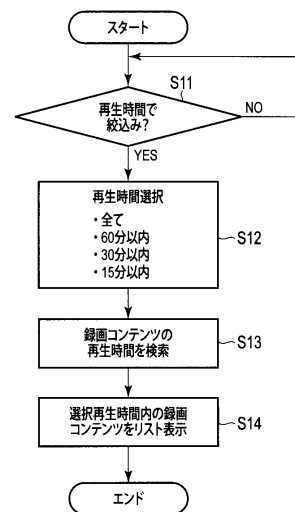 スタート
S11
再生時間で
絞込み?
NO
YES
再生時間選択
・全て
・60分以内
・30分以内
・15分以内
S12
録画コンテンツの
再生時間を検索
S13
選択再生時間内の録画
コンテンツをリスト表示
S14
エンド